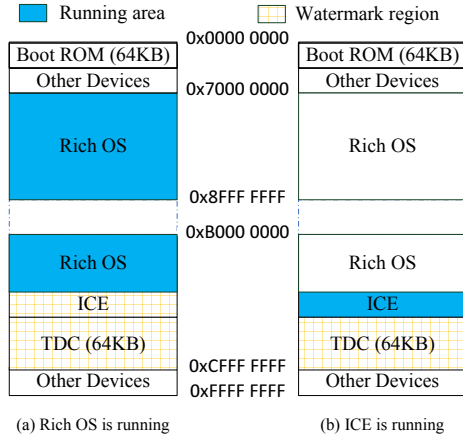 Running area
Watermark region
0x0000 0000
Boot ROM (64KB)
Boot ROM (64KB)
Other Devices
0x7000 0000
Other Devices
Rich OS
Rich OS
0x8FFF FFFF
0xB000 0000
Rich OS
Rich OS
ICE
ICE
TDC (64KB)
TDC (64KB)
0xCFFF FFFF
Other Devices
Other Devices
0xFFFF FFFF
(a) Rich OS is running
(b) ICE is running